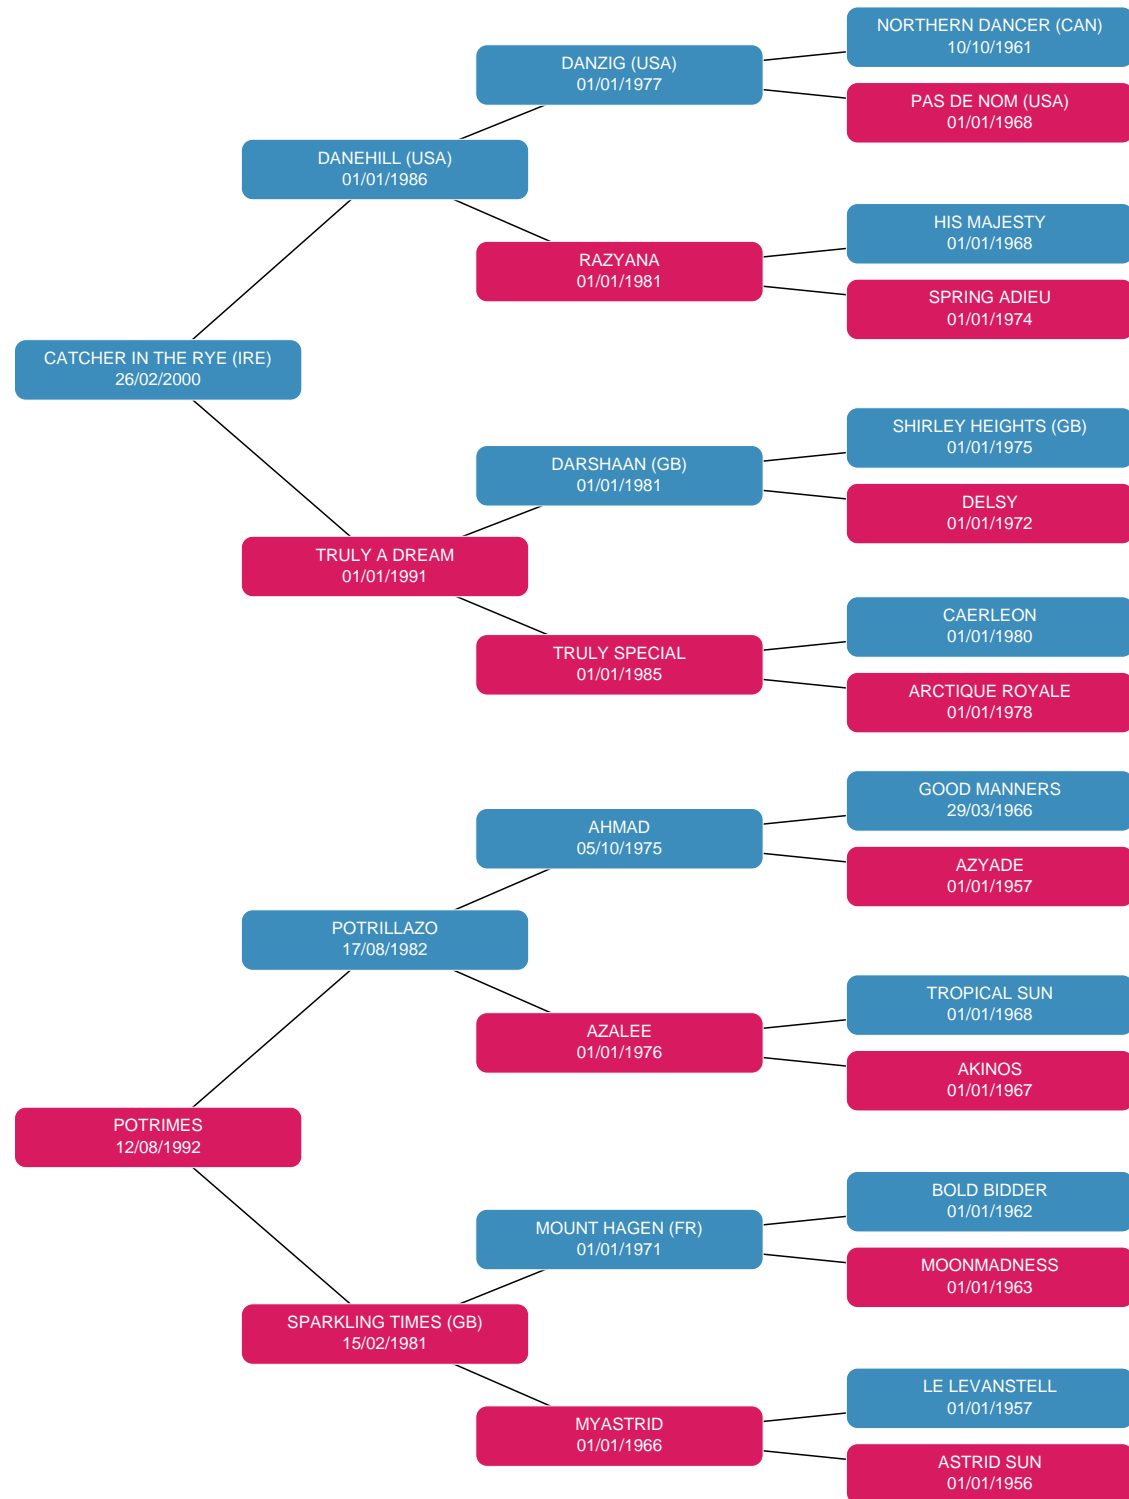 NORTHERN DANCER (CAN)
10/10/1961
DANZIG (USA)
01/01/1977
PAS DE NOM (USA)
01/01/1968
DANEHILL (USA)
01/01/1986
HIS MAJESTY
01/01/1968
RAZYANA
01/01/1981
SPRING ADIEU
01/01/1974
CATCHER IN THE RYE (IRE)
26/02/2000
SHIRLEY HEIGHTS (GB)
01/01/1975
DARSHAAN (GB)
01/01/1981
DELSY
01/01/1972
TRULY A DREAM
01/01/1991
CAERLEON
01/01/1980
TRULY SPECIAL
01/01/1985
ARCTIQUE ROYALE
01/01/1978
GOOD MANNERS
29/03/1966
AHMAD
05/10/1975
AZYADE
01/01/1957
POTRILLAZO
17/08/1982
TROPICAL SUN
01/01/1968
AZALEE
01/01/1976
AKINOS
01/01/1967
POTRIMES
12/08/1992
BOLD BIDDER
01/01/1962
MOUNT HAGEN (FR)
01/01/1971
MOONMADNESS
01/01/1963
SPARKLING TIMES (GB)
15/02/1981
LE LEVANSTELL
01/01/1957
MYASTRID
01/01/1966
ASTRID SUN
01/01/1956